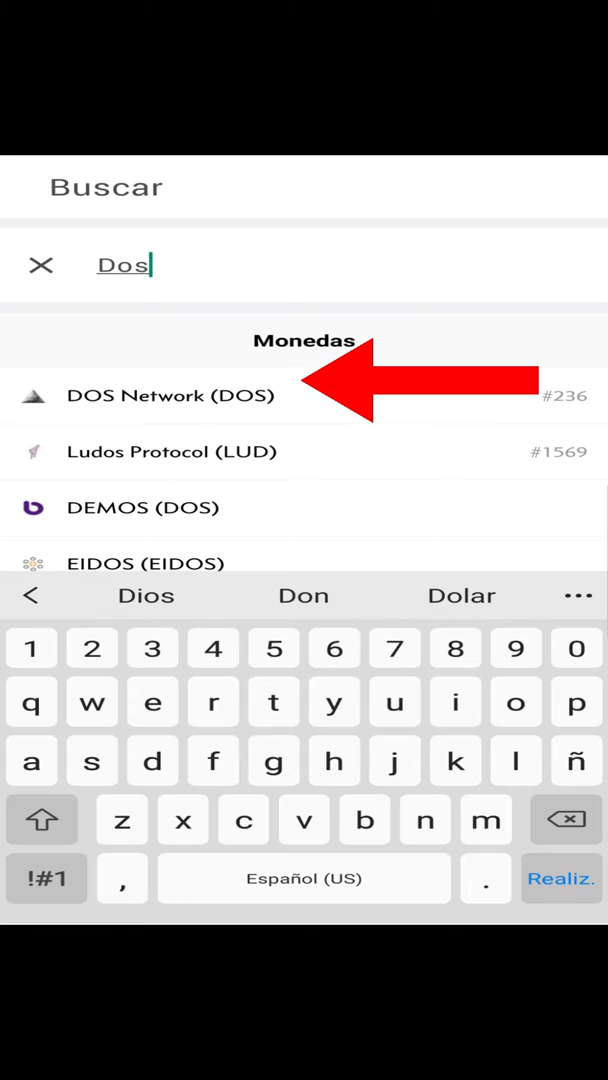 Buscar
Dos
Monedas
DOS Network (DOS) #236
Ludos Protocol (LUD) #1569
DEMOS (DOS)
EIDOS (EIDOS)
< Dios Don Dolar •••
1 2 3 4 5 6 7 8 9 0
q w e r t y u i o p
a s d f g h j k l ñ
z x c v b n m
!#1 , Español (US) . Realiz.